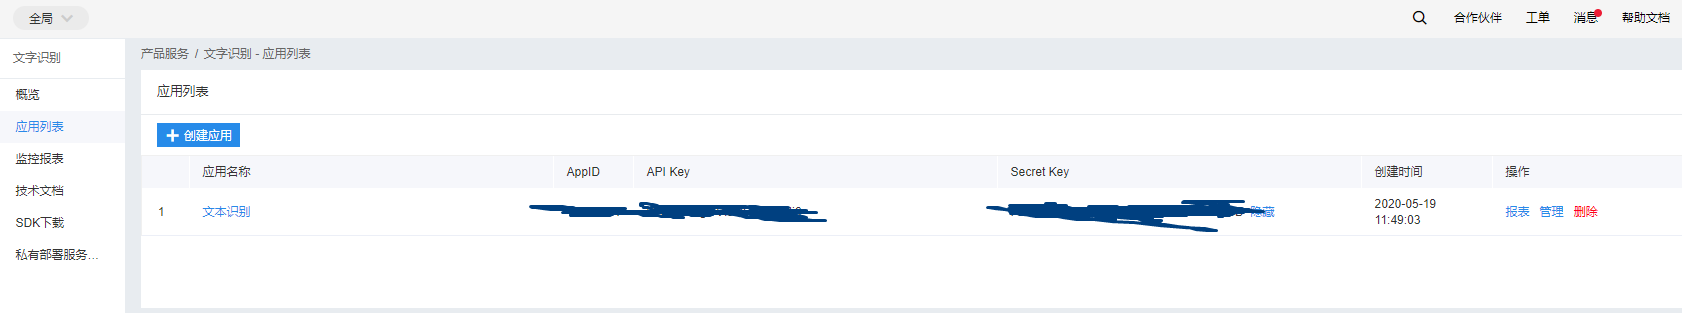 全局
合作伙伴 工单 消息 帮助文档
文字识别
产品服务 / 文字识别 - 应用列表
概览
应用列表
监控报表
技术文档
SDK下载
私有部署服务...
应用列表
创建应用
应用名称 AppID API Key Secret Key 创建时间 操作
1 文本识别 隐藏 2020-05-19 11:49:03 报表 管理 删除